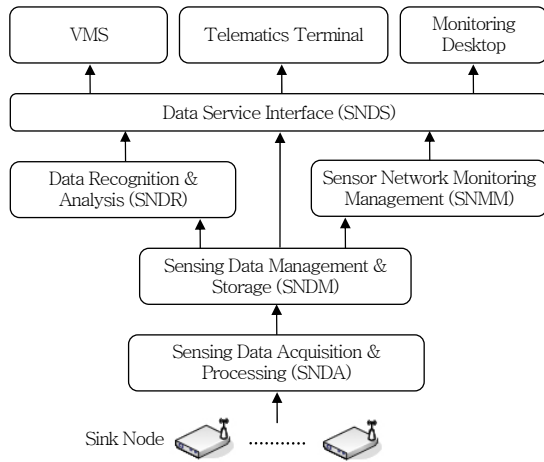 VMS
Telematics Terminal
Monitoring
Desktop
Data Service Interface (SNDS)
Data Recognition &
Analysis (SNDR)
Sensor Network Monitoring
Management (SNMM)
Sensing Data Management &
Storage (SNDM)
Sensing Data Acquisition &
Processing (SNDA)
Sink Node